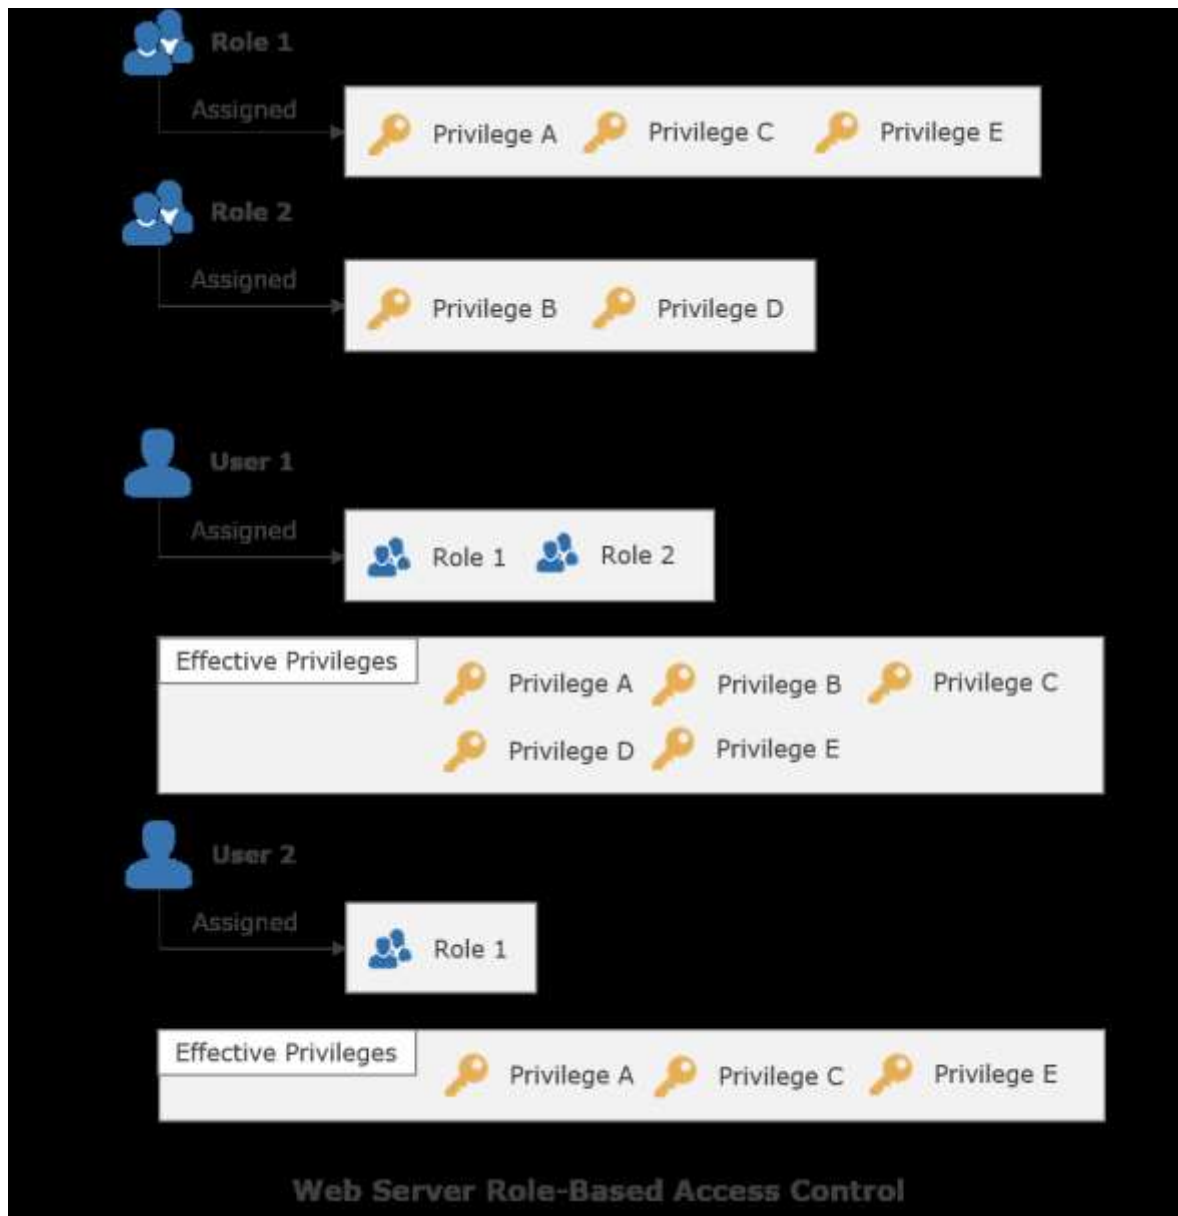 Role 1
Assigned
Privilege A Privilege C Privilege E
Role 2
Assigned
Privilege B Privilege D
User 1
Assigned
Role 1 Role 2
Effective Privileges
Privilege A Privilege B Privilege C
Privilege D Privilege E
User 2
Assigned
Role 1
Effective Privileges
Privilege A Privilege C Privilege E
Web Server Role-Based Access Control